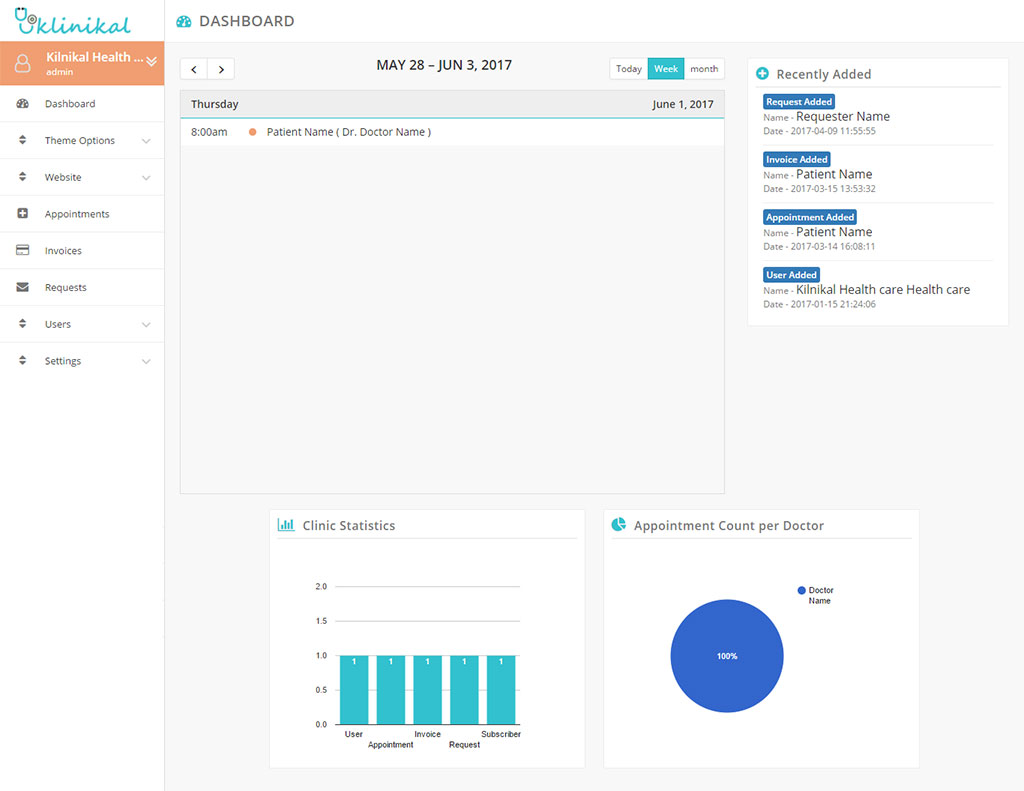 klinikal
DASHBOARD
Kilnikal Health ...
admin
Dashboard
Theme Options
Website
Appointments
Invoices
Requests
Users
Settings
MAY 28 – JUN 3, 2017
Today Week month
Thursday June 1, 2017
8:00am Patient Name ( Dr. Doctor Name )
Recently Added
Request Added
Name - Requester Name
Date - 2017-04-09 11:55:55
Invoice Added
Name - Patient Name
Date - 2017-03-15 13:53:32
Appointment Added
Name - Patient Name
Date - 2017-03-14 16:08:11
User Added
Name - Kilnikal Health care Health care
Date - 2017-01-15 21:24:06
Clinic Statistics
2.0
1.5
1.0
0.5
0.0
1 1 1 1 1
User Invoice Subscriber
Appointment Request
Appointment Count per Doctor
Doctor
Name
100%